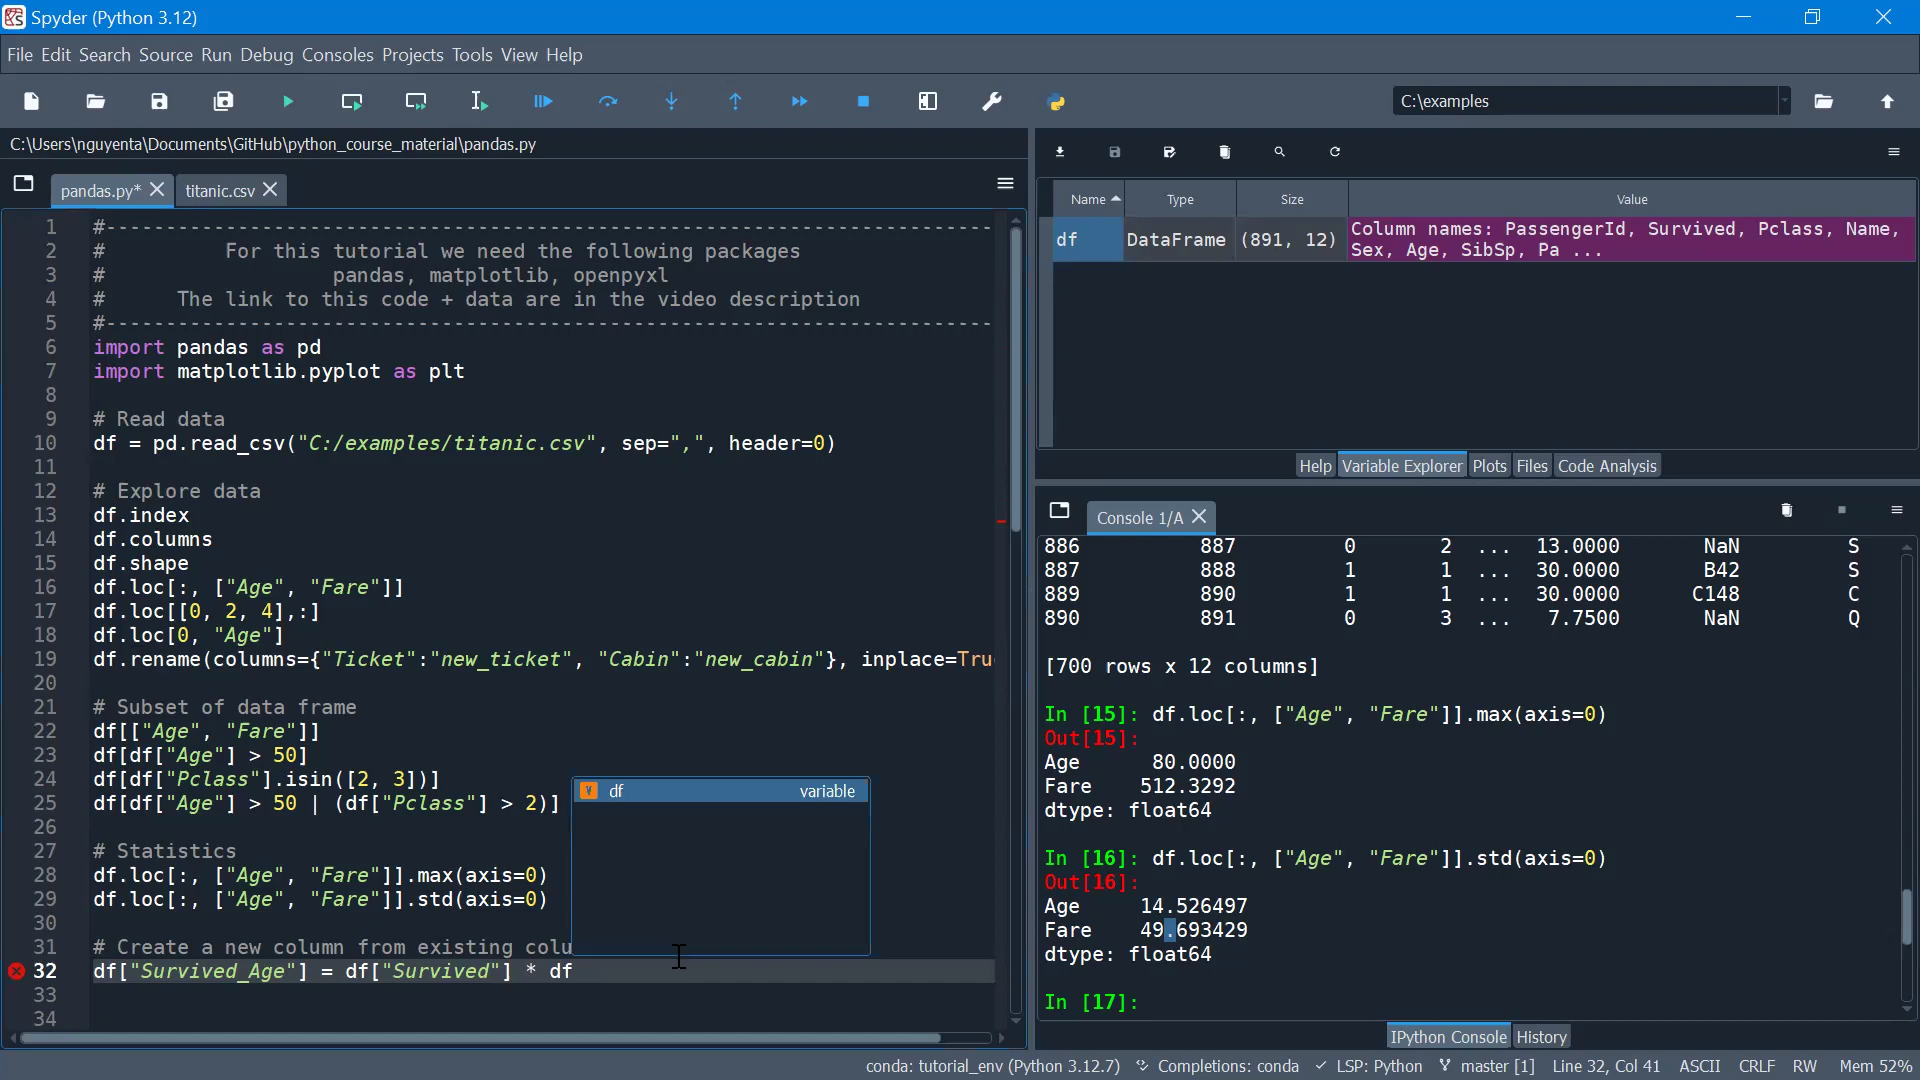 Spyder (Python 3.12)
File Edit Search Source Run Debug Consoles Projects Tools View Help
C:\examples
C:\Users\nguyenta\Documents\GitHub\python_course_material\pandas.py
pandas.py*
titanic.csv
1 #--------------------------------------------------------------------------
2 # For this tutorial we need the following packages
3 # pandas, matplotlib, openpyxl
4 # The link to this code + data are in the video description
5 #--------------------------------------------------------------------------
6 import pandas as pd
7 import matplotlib.pyplot as plt
8
9 # Read data
10 df = pd.read_csv("C:/examples/titanic.csv", sep=",", header=0)
11
12 # Explore data
13 df.index
14 df.columns
15 df.shape
16 df.loc[:, ["Age", "Fare"]]
17 df.loc[[0, 2, 4],:]
18 df.loc[0, "Age"]
19 df.rename(columns={"Ticket":"new_ticket", "Cabin":"new_cabin"}, inplace=Tru
20
21 # Subset of data frame
22 df[["Age", "Fare"]]
23 df[df["Age"] > 50]
24 df[df["Pclass"].isin([2, 3])]
25 df[df["Age"] > 50 | (df["Pclass"] > 2)]
26
27 # Statistics
28 df.loc[:, ["Age", "Fare"]].max(axis=0)
29 df.loc[:, ["Age", "Fare"]].std(axis=0)
30
31 # Create a new column from existing colu
32 df["Survived_Age"] = df["Survived"] * df
33
34
df variable
Name Type Size Value
df DataFrame (891, 12) Column names: PassengerId, Survived, Pclass, Name,
Sex, Age, SibSp, Pa ...
Help Variable Explorer Plots Files Code Analysis
Console 1/A
886 887 0 2 ... 13.0000 NaN S
887 888 1 1 ... 30.0000 B42 S
889 890 1 1 ... 30.0000 C148 C
890 891 0 3 ... 7.7500 NaN Q
[700 rows x 12 columns]
In [15]: df.loc[:, ["Age", "Fare"]].max(axis=0)
Out[15]:
Age 80.0000
Fare 512.3292
dtype: float64
In [16]: df.loc[:, ["Age", "Fare"]].std(axis=0)
Out[16]:
Age 14.526497
Fare 49.693429
dtype: float64
In [17]:
IPython Console History
conda: tutorial_env (Python 3.12.7) Completions: conda LSP: Python master [1] Line 32, Col 41 ASCII CRLF RW Mem 52%